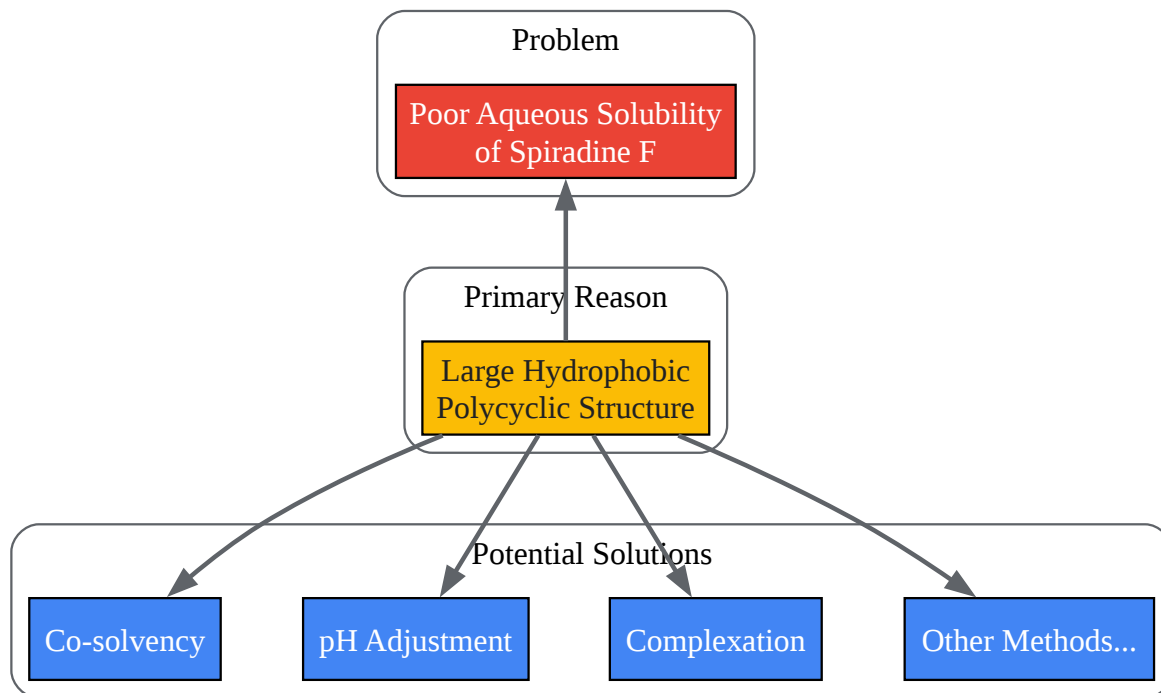 Problem
Poor Aqueous Solubility
of Spiradine F
Primary Reason
Large Hydrophobic
Polycyclic Structure
Potential Solutions
Co-solvency
pH Adjustment
Complexation
Other Methods...